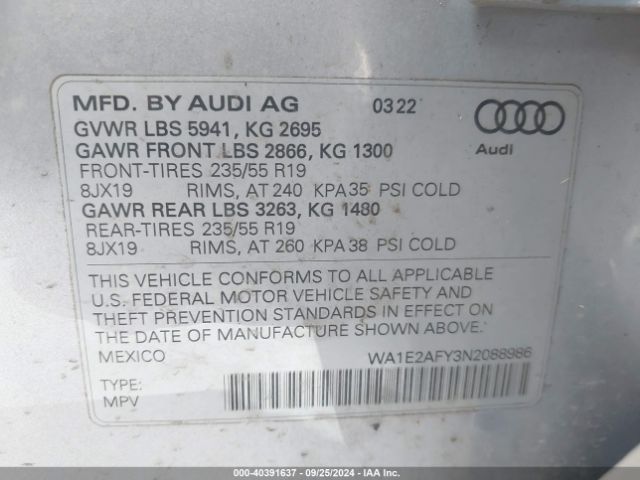 MFD. BY AUDI AG 03 22
Audi
GVWR LBS 5941, KG 2695
GAWR FRONT LBS 2866, KG 1300
FRONT-TIRES 235/55 R19
8JX19 RIMS, AT 240 KPA 35 PSI COLD
GAWR REAR LBS 3263, KG 1480
REAR-TIRES 235/55 R19
8JX19 RIMS, AT 260 KPA 38 PSI COLD
THIS VEHICLE CONFORMS TO ALL APPLICABLE
U.S. FEDERAL MOTOR VEHICLE SAFETY AND
THEFT PREVENTION STANDARDS IN EFFECT ON
THE DATE OF MANUFACTURE SHOWN ABOVE.
MEXICO WA1E2AFY3N2088986
TYPE:
MPV
000-40391637 - 09/25/2024 - IAA Inc.